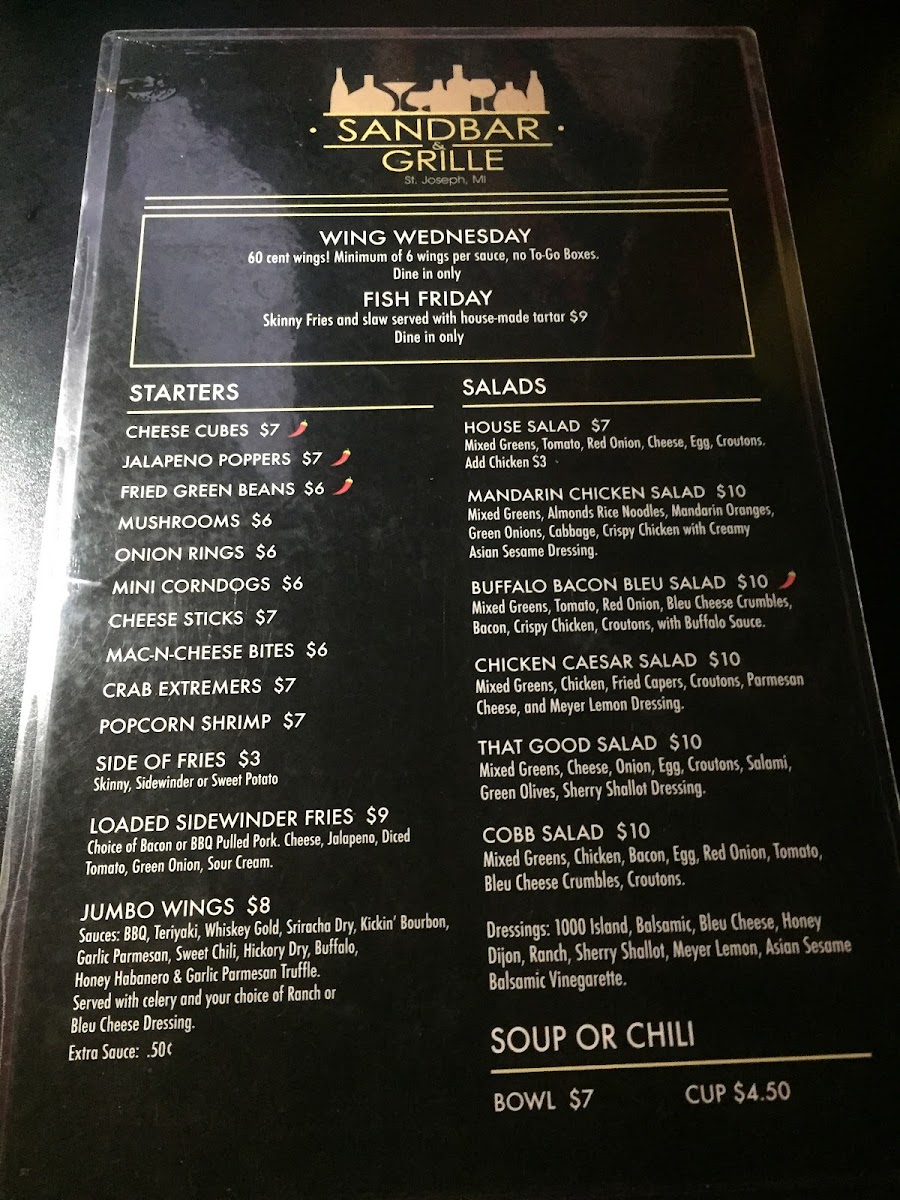 SANDBAR
&
GRILLE
St. Joseph, MI
WING WEDNESDAY
60 cent wings! Minimum of 6 wings per sauce, no To-Go Boxes.
Dine in only
FISH FRIDAY
Skinny Fries and slaw served with house-made tartar $9
Dine in only
STARTERS
CHEESE CUBES $7
JALAPENO POPPERS $7
FRIED GREEN BEANS $6
MUSHROOMS $6
ONION RINGS $6
MINI CORNDOGS $6
CHEESE STICKS $7
MAC-N-CHEESE BITES $6
CRAB EXTREMERS $7
POPCORN SHRIMP $7
SIDE OF FRIES $3
Skinny, Sidewinder or Sweet Potato
LOADED SIDEWINDER FRIES $9
Choice of Bacon or BBQ Pulled Pork. Cheese, Jalapeno, Diced
Tomato, Green Onion, Sour Cream.
JUMBO WINGS $8
Sauces: BBQ, Teriyaki, Whiskey Gold, Sriracha Dry, Kickin' Bourbon,
Garlic Parmesan, Sweet Chili, Hickory Dry, Buffalo,
Honey Habanero & Garlic Parmesan Truffle.
Served with celery and your choice of Ranch or
Bleu Cheese Dressing.
Extra Sauce: .50¢
SALADS
HOUSE SALAD $7
Mixed Greens, Tomato, Red Onion, Cheese, Egg, Croutons.
Add Chicken $3
MANDARIN CHICKEN SALAD $10
Mixed Greens, Almonds Rice Noodles, Mandarin Oranges,
Green Onions, Cabbage, Crispy Chicken with Creamy
Asian Sesame Dressing.
BUFFALO BACON BLEU SALAD $10
Mixed Greens, Tomato, Red Onion, Bleu Cheese Crumbles,
Bacon, Crispy Chicken, Croutons, with Buffalo Sauce.
CHICKEN CAESAR SALAD $10
Mixed Greens, Chicken, Fried Capers, Croutons, Parmesan
Cheese, and Meyer Lemon Dressing.
THAT GOOD SALAD $10
Mixed Greens, Cheese, Onion, Egg, Croutons, Salami,
Green Olives, Sherry Shallot Dressing.
COBB SALAD $10
Mixed Greens, Chicken, Bacon, Egg, Red Onion, Tomato,
Bleu Cheese Crumbles, Croutons.
Dressings: 1000 Island, Balsamic, Bleu Cheese, Honey
Dijon, Ranch, Sherry Shallot, Meyer Lemon, Asian Sesame
Balsamic Vinegarette.
SOUP OR CHILI
BOWL $7 CUP $4.50